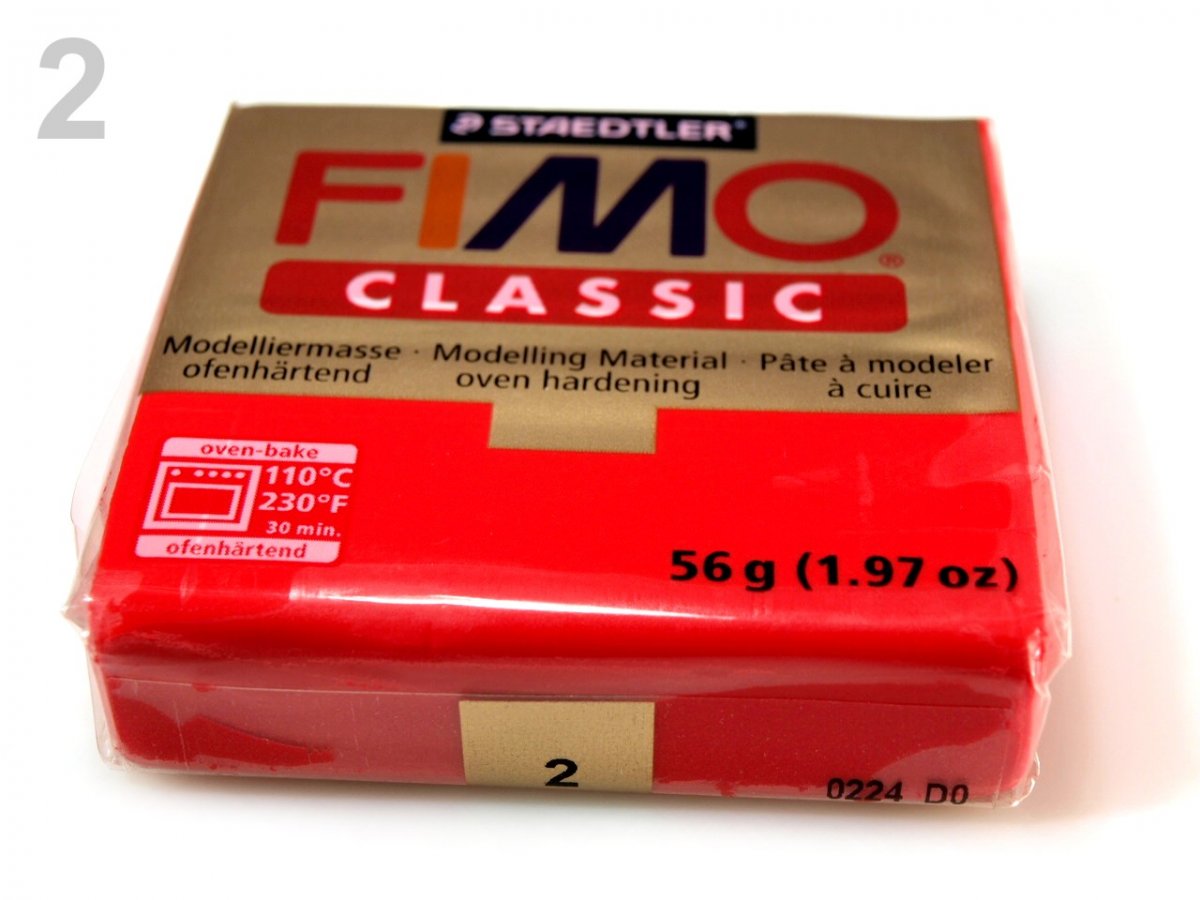 2
STAEDTLER
FIMO®
CLASSIC
Modelliermasse · Modelling Material · Pâte à modeler
ofenhärtend oven hardening à cuire
oven-bake
110°C
230°F
30 min.
ofenhärtend
56 g (1.97 oz)
2
0224 D0